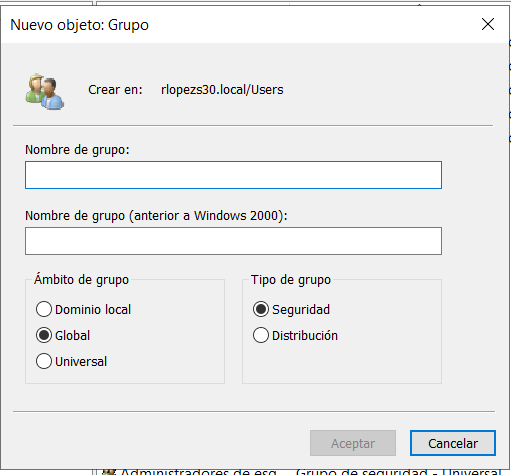 Nuevo objeto: Grupo
Crear en: rlopezs30.local/Users
Nombre de grupo:
Nombre de grupo (anterior a Windows 2000):
Ámbito de grupo
Dominio local
Global
Universal
Tipo de grupo
Seguridad
Distribución
Aceptar
Cancelar
Administradores de esq... Grupo de seguridad - Universal